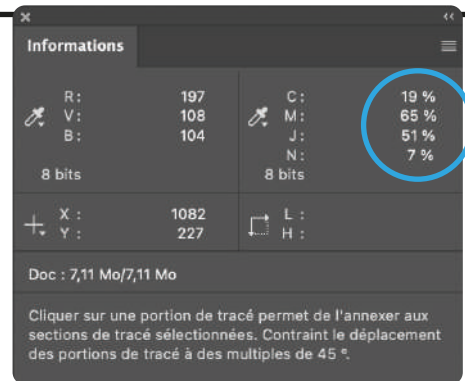 Informations
R : 197
V : 108
B : 104
8 bits
C : 19 %
M : 65 %
J : 51 %
N : 7 %
8 bits
X : 1082
Y : 227
L :
H :
Doc : 7,11 Mo/7,11 Mo
Cliquer sur une portion de tracé permet de l'annexer aux
sections de tracé sélectionnées. Contraint le déplacement
des portions de tracé à des multiples de 45 °.